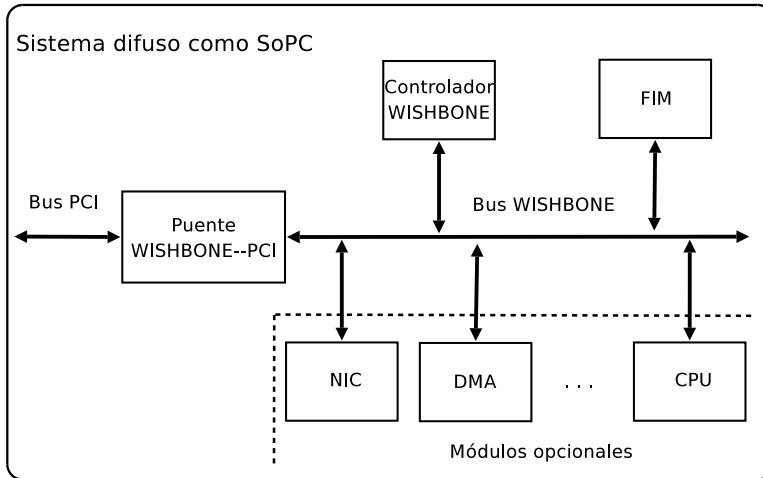 Sistema difuso como SoPC
Controlador
WISHBONE
FIM
Bus PCI
Bus WISHBONE
Puente
WISHBONE--PCI
NIC
DMA
. . .
CPU
Módulos opcionales